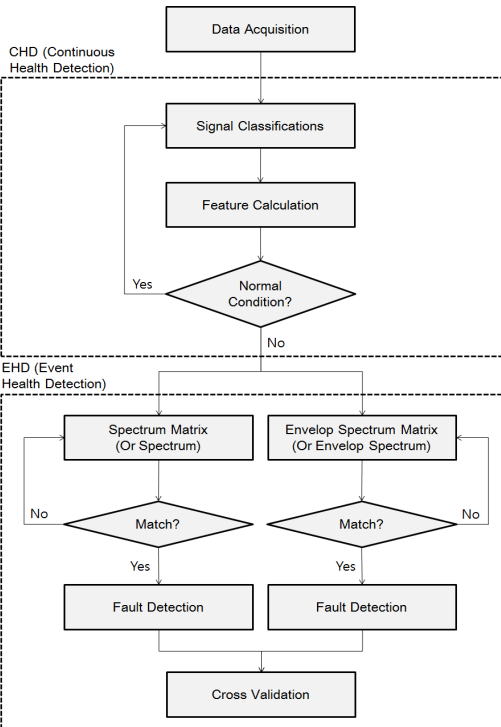 Data Acquisition
CHD (Continuous
Health Detection)
Signal Classifications
Feature Calculation
Normal
Condition?
Yes
No
EHD (Event
Health Detection)
Spectrum Matrix
(Or Spectrum)
Envelop Spectrum Matrix
(Or Envelop Spectrum)
No
Match?
Match?
No
Yes
Yes
Fault Detection
Fault Detection
Cross Validation